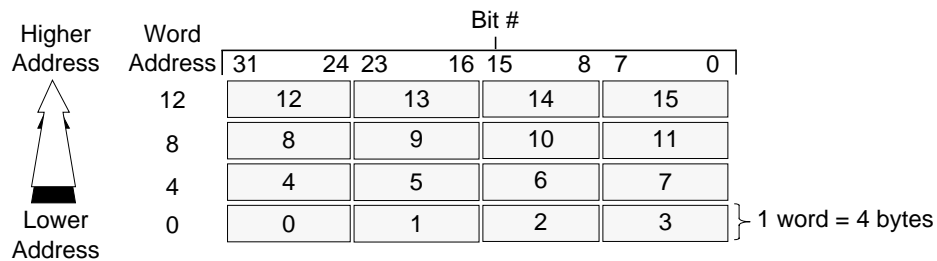 Bit #
Higher Address
Word Address
31 24 23 16 15 8 7 0
12 12 13 14 15
8 8 9 10 11
4 4 5 6 7
0 0 1 2 3
1 word = 4 bytes
Lower Address